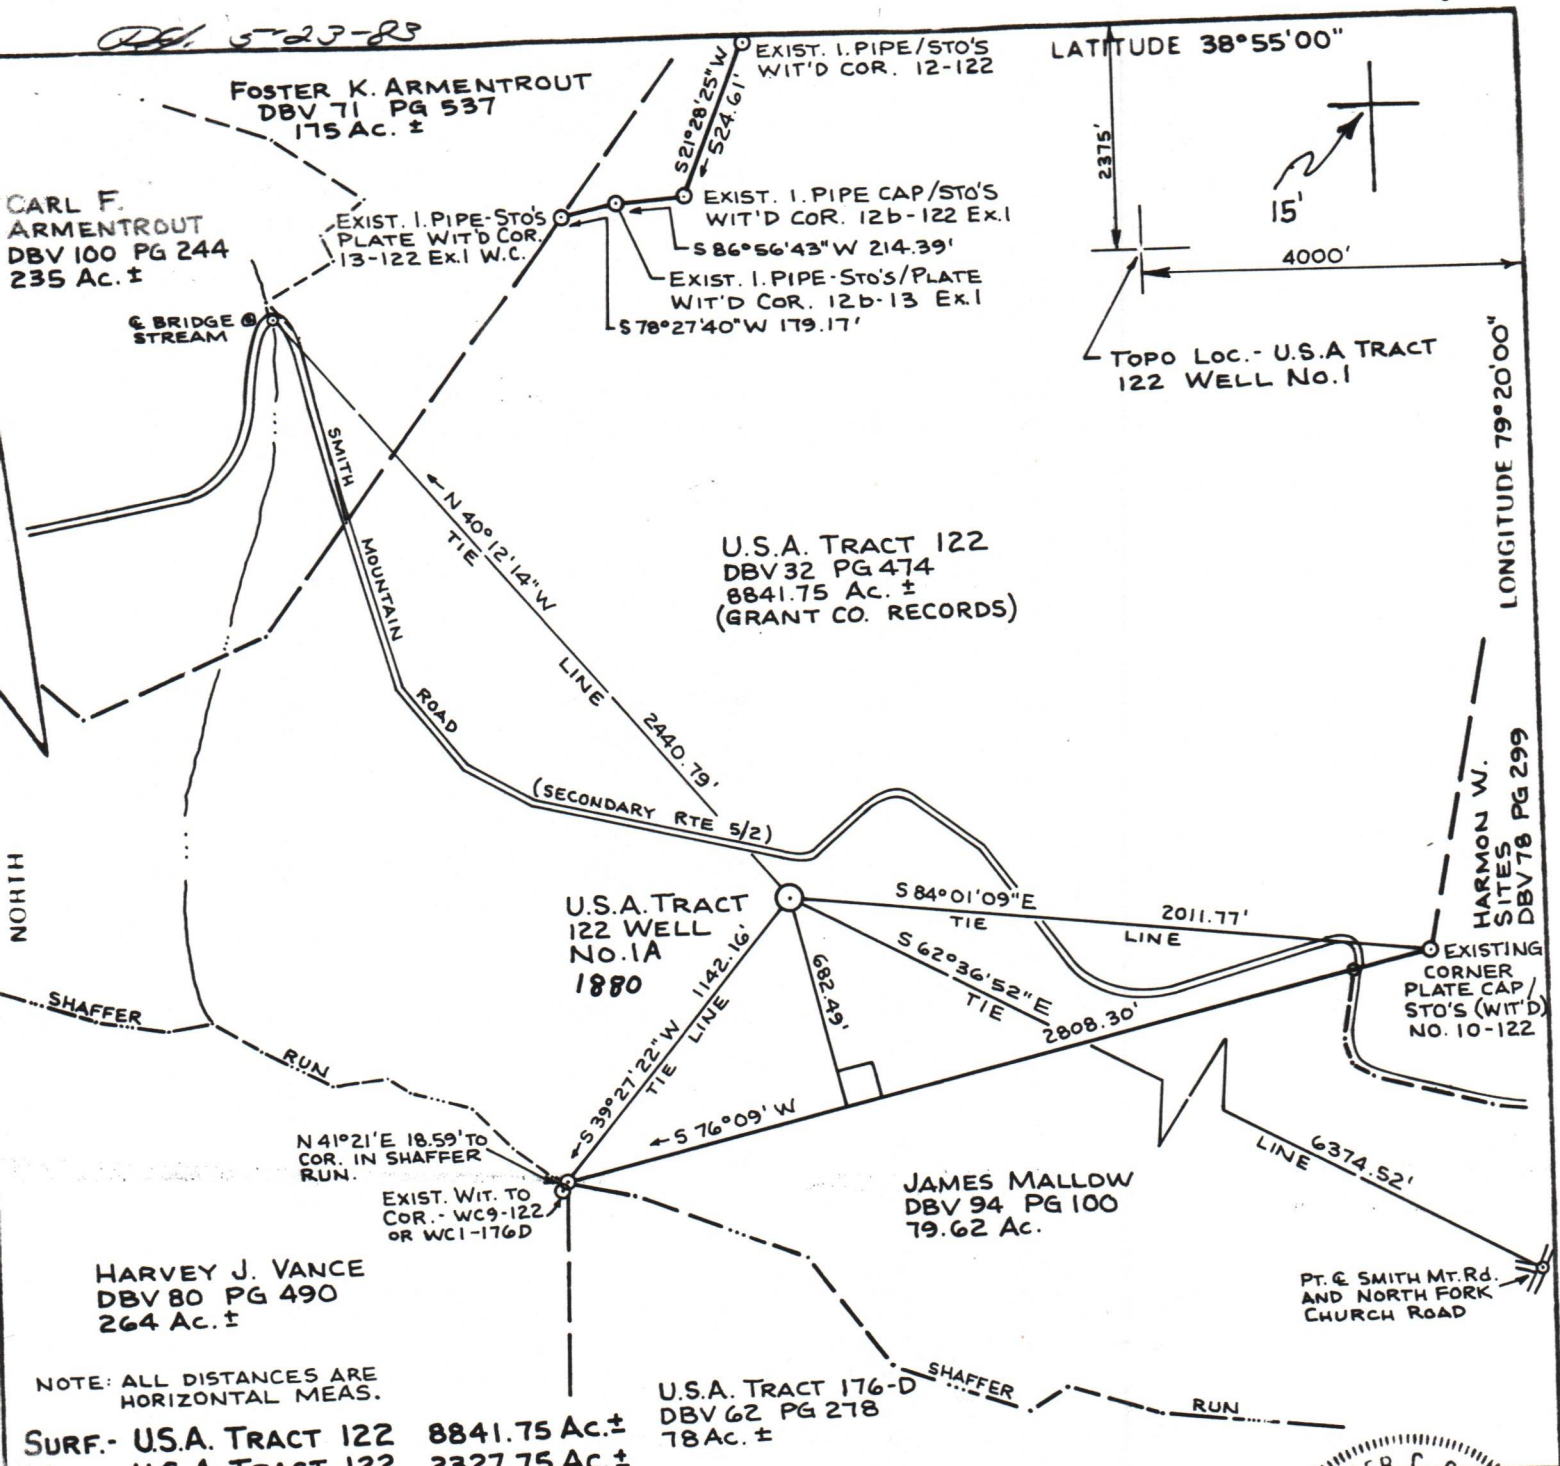 5-23-83
FOSTER K. ARMENTROUT
DBV 71 PG 537
175 Ac. ±
EXIST. I. PIPE/STO'S
WIT'D COR. 12-122
LATITUDE 38°55'00"
S21°28'25"W
524.61'
2375'
15'
4000'
CARL F.
ARMENTROUT
DBV 100 PG 244
235 Ac. ±
EXIST. I. PIPE-STO'S
PLATE WIT'D COR.
13-122 Ex.1 W.C.
EXIST. I. PIPE CAP/STO'S
WIT'D COR. 12b-122 Ex.1
S 86°56'43" W 214.39'
EXIST. I. PIPE-STO'S/PLATE
WIT'D COR. 12b-13 Ex.1
S 78°27'40" W 179.17'
℄ BRIDGE @
STREAM
TOPO LOC.- U.S.A TRACT
122 WELL No.1
LONGITUDE 79°20'00"
SMITH
MOUNTAIN
ROAD
(SECONDARY RTE 5/2)
N 40°12'14" W
TIE
LINE
2440.79'
U.S.A. TRACT 122
DBV 32 PG 474
8841.75 Ac. ±
(GRANT CO. RECORDS)
HARMON W.
SITES
DBV 78 PG 299
NORTH
U.S.A. TRACT
122 WELL
NO. 1A
1880
S 84°01'09"E
TIE
2011.77'
LINE
S 62°36'52" E
TIE
1142.16'
LINE
S 39°27'22" W
TIE
682.49'
2808.30'
S 76°09' W
EXISTING
CORNER
PLATE CAP/
STO'S (WIT'D)
NO. 10-122
SHAFFER
RUN
N 41°21'E 18.59' TO
COR. IN SHAFFER
RUN.
EXIST. WIT. TO
COR.- WC9-122
OR WC1-176D
LINE
6374.52'
JAMES MALLOW
DBV 94 PG 100
79.62 Ac.
PT. ℄ SMITH MT. Rd.
AND NORTH FORK
CHURCH ROAD
HARVEY J. VANCE
DBV 80 PG 490
264 Ac. ±
NOTE: ALL DISTANCES ARE
HORIZONTAL MEAS.
U.S.A. TRACT 176-D
DBV 62 PG 278
78 Ac. ±
SHAFFER
RUN
SURF.- U.S.A. TRACT 122 8841.75 Ac. ±
U.S.A. TRACT 122 2327.75 Ac. ±